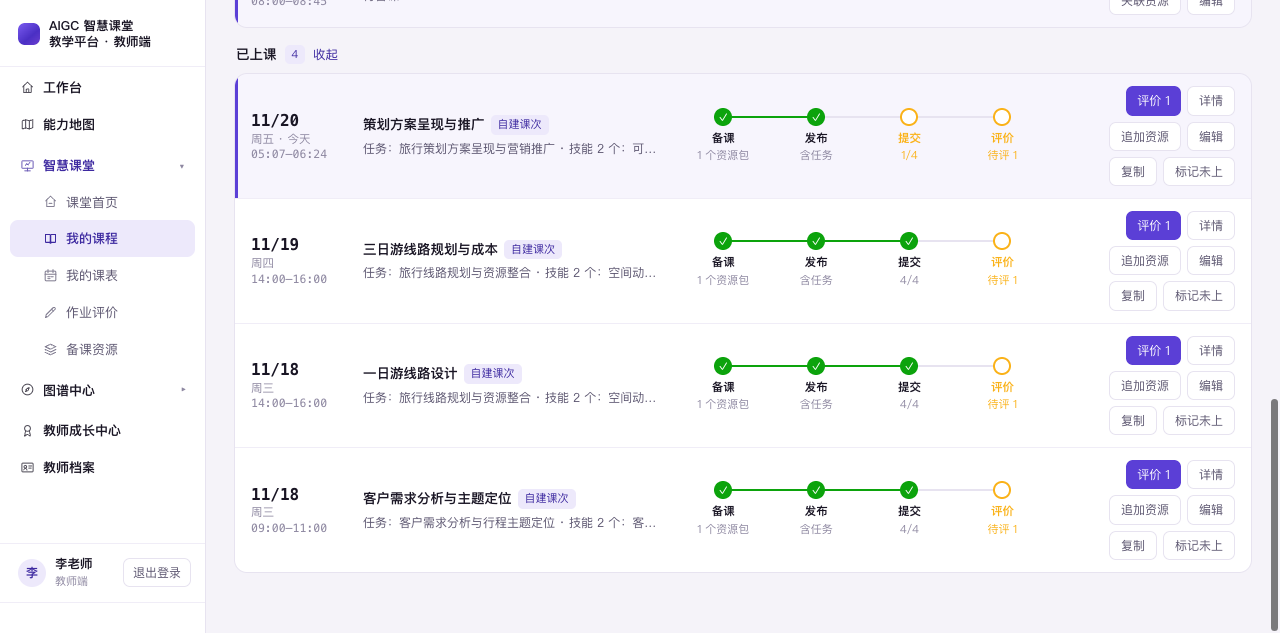 AIGC 智慧课堂
教学平台 · 教师端
工作台
能力地图
智慧课堂
课堂首页
我的课程
我的课表
作业评价
备课资源
图谱中心
教师成长中心
教师档案
李
李老师
教师端
退出登录
08:00—08:45
关联资源
编辑
已上课 4 收起
11/20
周五 · 今天
05:07—06:24
策划方案呈现与推广 自建课次
任务: 旅行策划方案呈现与营销推广 · 技能 2 个: 可…
备课
1 个资源包
发布
含任务
提交
1/4
评价
待评 1
评价 1 详情
追加资源 编辑
复制 标记未上
11/19
周四
14:00—16:00
三日游线路规划与成本 自建课次
任务: 旅行线路规划与资源整合 · 技能 2 个: 空间动…
备课
1 个资源包
发布
含任务
提交
4/4
评价
待评 1
评价 1 详情
追加资源 编辑
复制 标记未上
11/18
周三
14:00—16:00
一日游线路设计 自建课次
任务: 旅行线路规划与资源整合 · 技能 2 个: 空间动…
备课
1 个资源包
发布
含任务
提交
4/4
评价
待评 1
评价 1 详情
追加资源 编辑
复制 标记未上
11/18
周三
09:00—11:00
客户需求分析与主题定位 自建课次
任务: 客户需求分析与行程主题定位 · 技能 2 个: 客…
备课
1 个资源包
发布
含任务
提交
4/4
评价
待评 1
评价 1 详情
追加资源 编辑
复制 标记未上